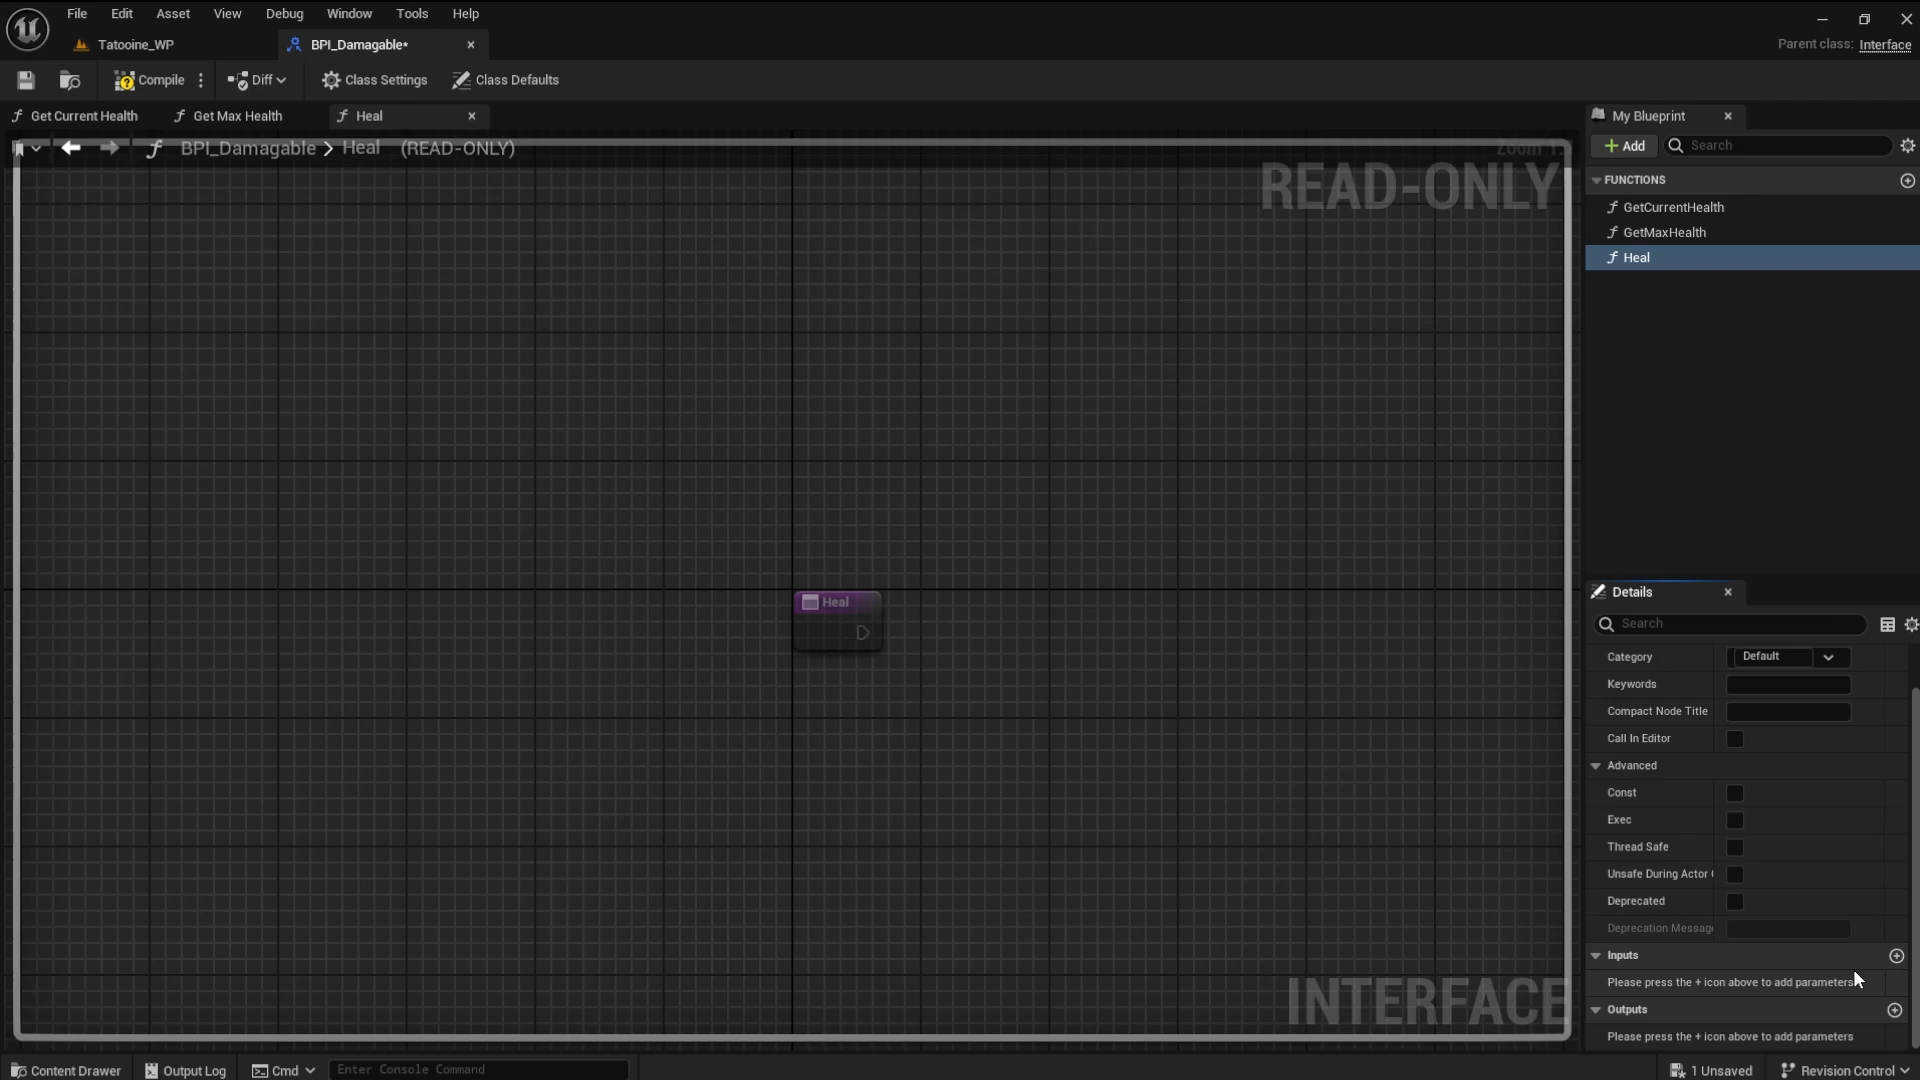 File Edit Asset View Debug Window Tools Help
Tatooine_WP BPI_Damagable* Parent class: Interface
Compile Diff Class Settings Class Defaults
Get Current Health Get Max Health Heal My Blueprint
BPI_Damagable > Heal (READ-ONLY) Zoom 1: + Add Search
READ-ONLY
FUNCTIONS
GetCurrentHealth
GetMaxHealth
Heal
Heal
Details
Search
Category Default
Keywords
Compact Node Title
Call In Editor
Advanced
Const
Exec
Thread Safe
Unsafe During Actor
Deprecated
Deprecation Message
Inputs
Please press the + icon above to add parameters
INTERFACE
Outputs
Please press the + icon above to add parameters
Content Drawer Output Log Cmd Enter Console Command 1 Unsaved Revision Control